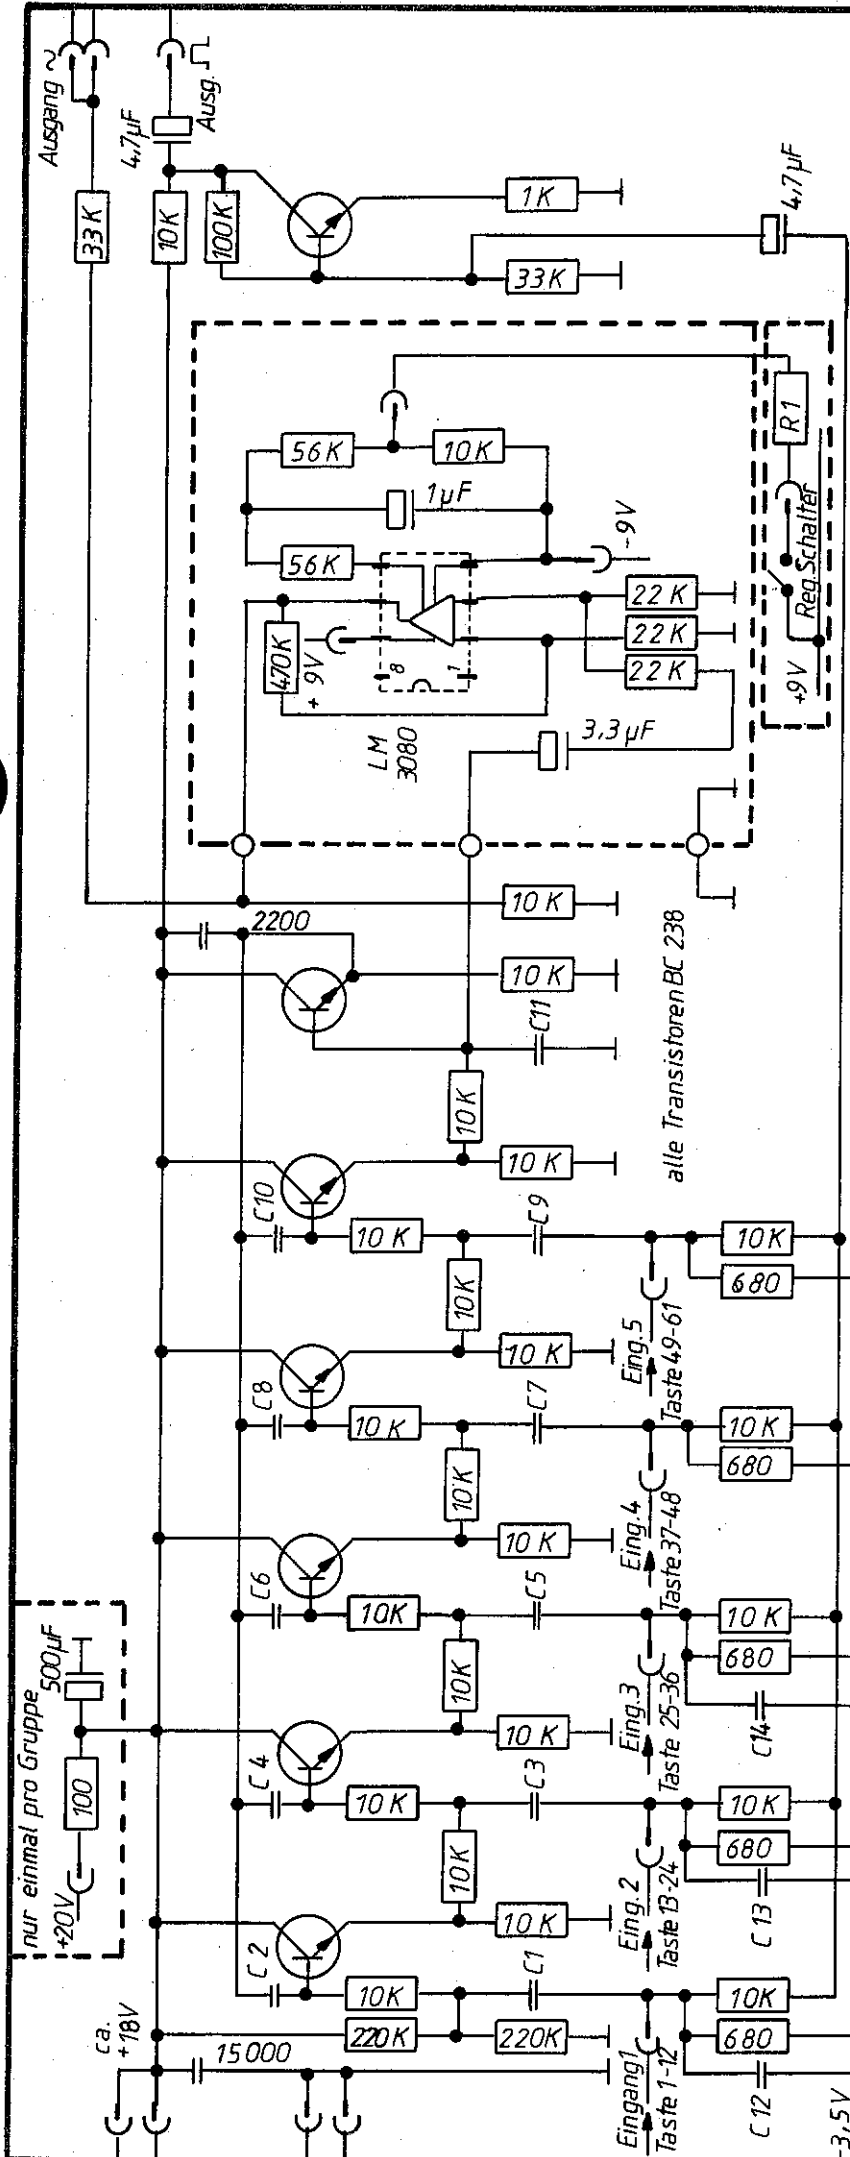 Ausgang ~
Ausg.
4,7µF
33K
10K
100K
1K
33K
4,7µF
R1
56K
10K
1µF
Reg.Schalter
56K
-9V
22K
22K
22K
470K
+9V
8
1
+9V
LM
3080
3,3µF
10K
2200
10K
alle Transistoren BC 238
C11
10K
10K
C10
C9
10K
10K
680
10K
Eing.5
Taste 49-61
10K
C8
C7
10K
10K
680
10K
Eing.4
Taste 37-48
10K
C6
C5
10K
10K
680
nur einmal pro Gruppe
500µF
100
+20V
10K
Eing.3
Taste 25-36
C14
10K
C4
C3
10K
10K
680
10K
Eing.2
Taste 13-24
C13
10K
C2
C1
10K
10K
220K
220K
680
ca.
+18V
15000
Eingang1
Taste 1-12
C12
-3,5V